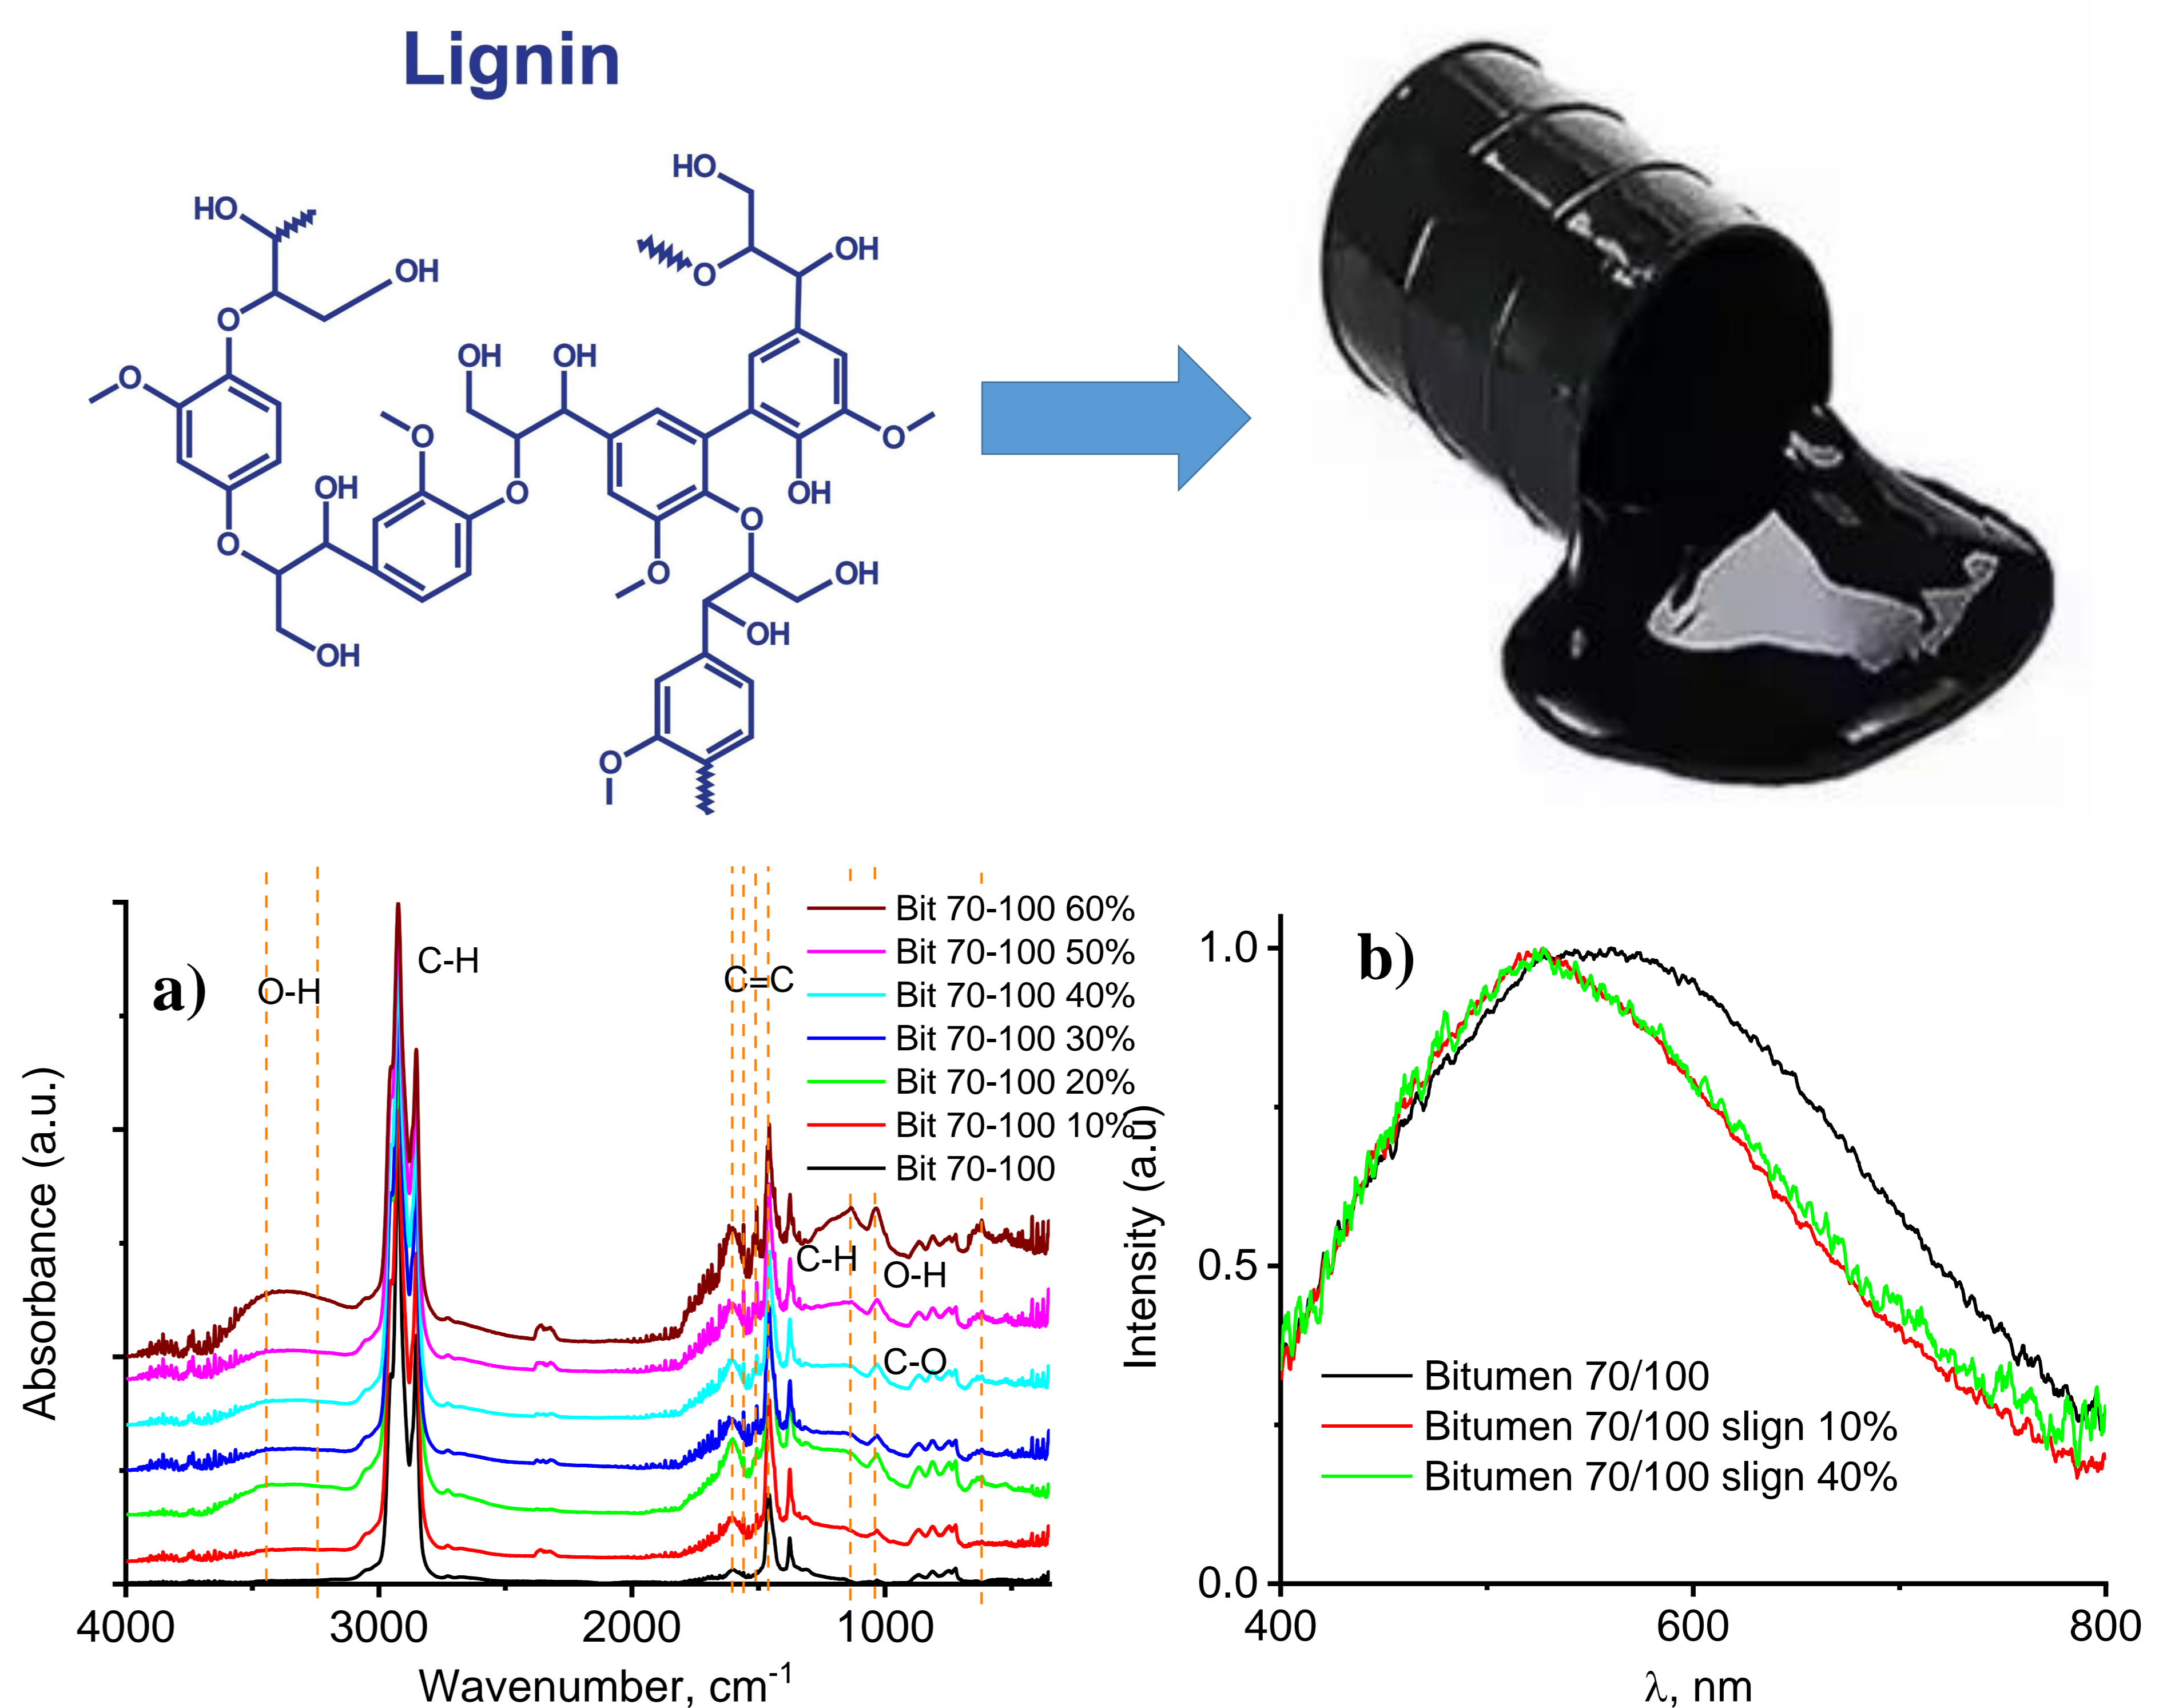 Lignin
HO
HO
OH
OH
O
O
OH
OH
O
O
O
OH
O
OH
O
O
O
OH
OH
OH
O
OH
O
a)
O-H
C-H
C=C
Bit 70-100 60%
Bit 70-100 50%
Bit 70-100 40%
Bit 70-100 30%
Bit 70-100 20%
Bit 70-100 10%
Bit 70-100
C-H
O-H
C-O
Absorbance (a.u.)
4000 3000 2000 1000
Wavenumber, cm⁻¹
b)
1.0
0.5
0.0
Intensity (a.u)
Bitumen 70/100
Bitumen 70/100 slign 10%
Bitumen 70/100 slign 40%
400 600 800
λ, nm